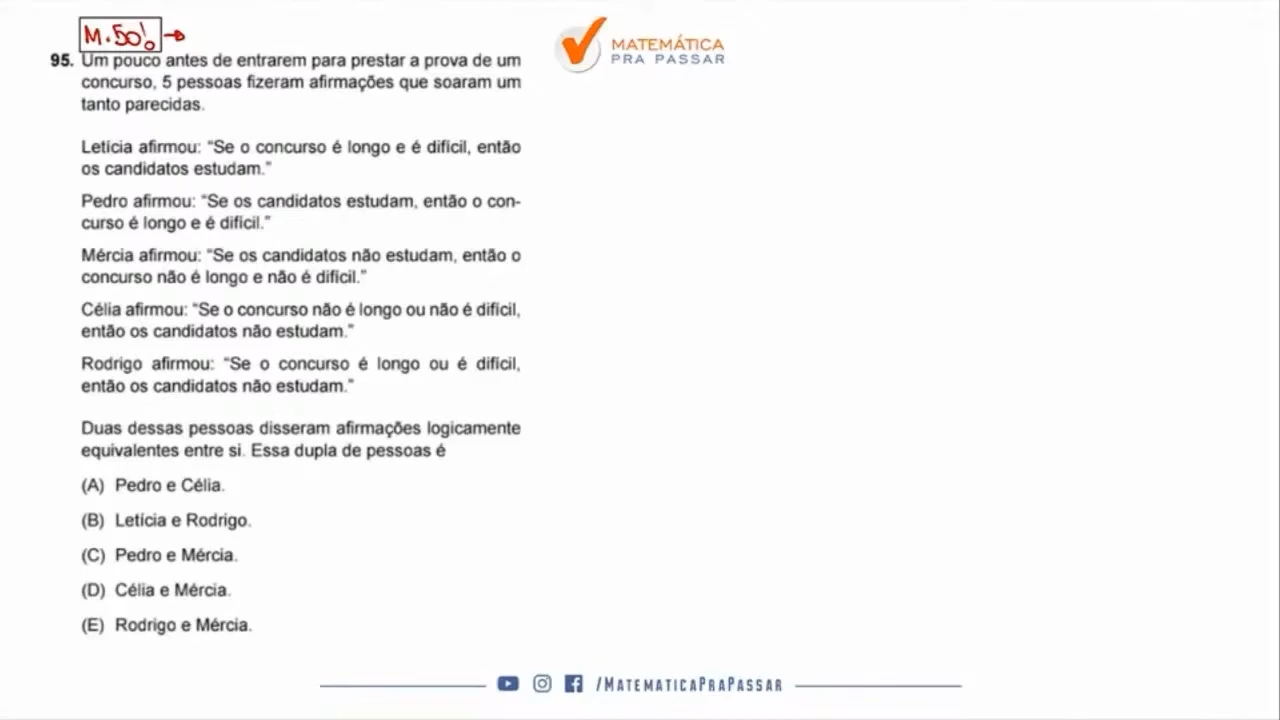 M.50!
MATEMÁTICA
PRA PASSAR
95. Um pouco antes de entrarem para prestar a prova de um
concurso, 5 pessoas fizeram afirmações que soaram um
tanto parecidas.
Letícia afirmou: "Se o concurso é longo e é difícil, então
os candidatos estudam."
Pedro afirmou: "Se os candidatos estudam, então o con-
curso é longo e é difícil."
Mércia afirmou: "Se os candidatos não estudam, então o
concurso não é longo e não é difícil."
Célia afirmou: "Se o concurso não é longo ou não é difícil,
então os candidatos não estudam."
Rodrigo afirmou: "Se o concurso é longo ou é difícil,
então os candidatos não estudam."
Duas dessas pessoas disseram afirmações logicamente
equivalentes entre si. Essa dupla de pessoas é
(A) Pedro e Célia.
(B) Letícia e Rodrigo.
(C) Pedro e Mércia.
(D) Célia e Mércia.
(E) Rodrigo e Mércia.
/MATEMATICAPRAPASSAR